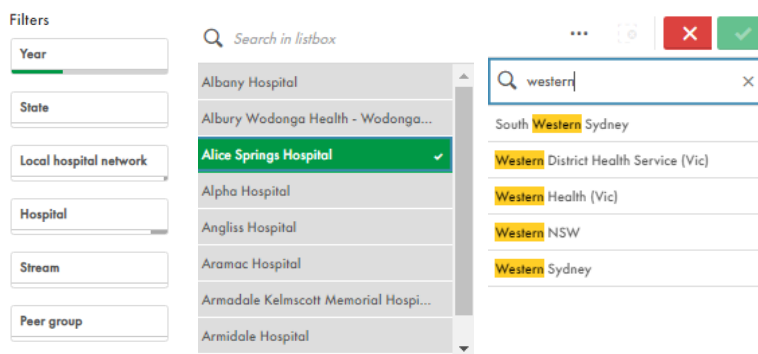 Filters
Year
State
Local hospital network
Hospital
Stream
Peer group
Search in listbox
Albany Hospital
Albury Wodonga Health - Wodonga...
Alice Springs Hospital
Alpha Hospital
Angliss Hospital
Aramac Hospital
Armadale Kelmscott Memorial Hospi...
Armidale Hospital
western
South Western Sydney
Western District Health Service (Vic)
Western Health (Vic)
Western NSW
Western Sydney